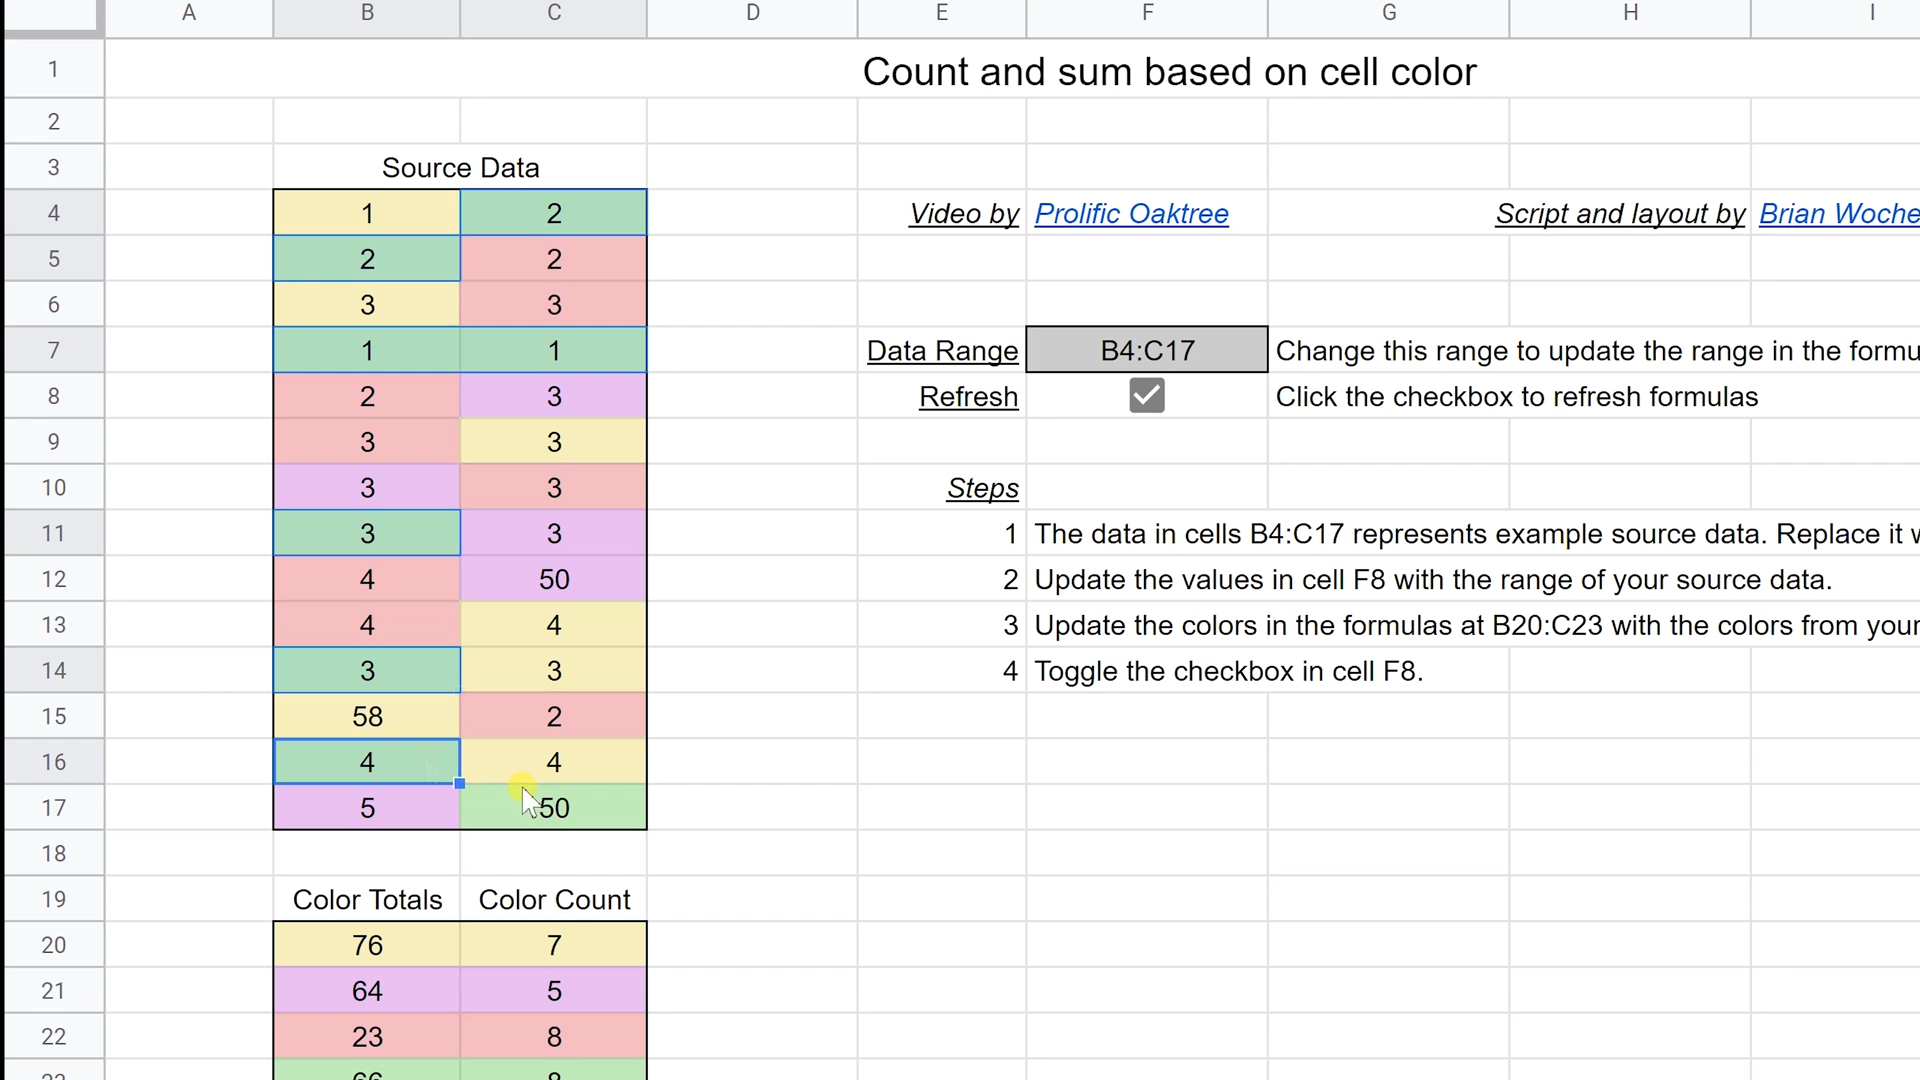 A B C D E F G H I
1 Count and sum based on cell color
2
3 Source Data
4 1 2 Video by Prolific Oaktree Script and layout by Brian Woche
5 2 2
6 3 3
7 1 1 Data Range B4:C17 Change this range to update the range in the formu
8 2 3 Refresh Click the checkbox to refresh formulas
9 3 3
10 3 3 Steps
11 3 3 1 The data in cells B4:C17 represents example source data. Replace it w
12 4 50 2 Update the values in cell F8 with the range of your source data.
13 4 4 3 Update the colors in the formulas at B20:C23 with the colors from your
14 3 3 4 Toggle the checkbox in cell F8.
15 58 2
16 4 4
17 5 50
18
19 Color Totals Color Count
20 76 7
21 64 5
22 23 8
23 66 8